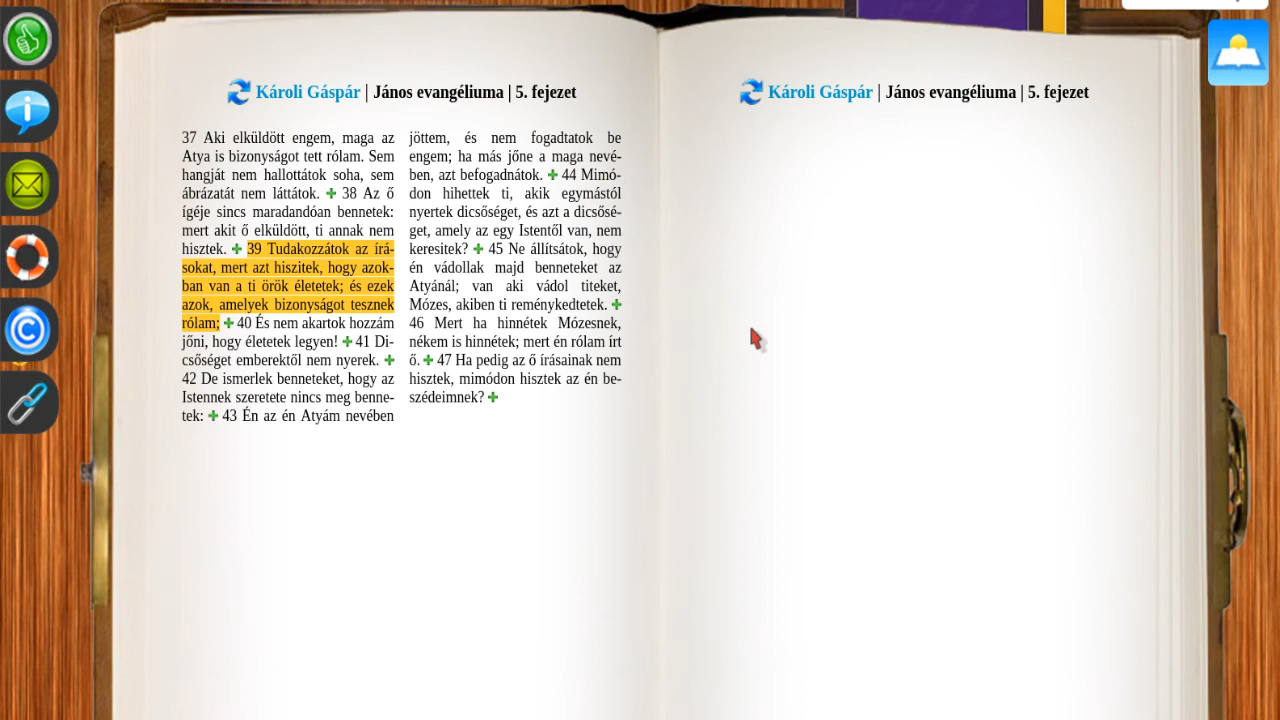 Károli Gáspár | János evangéliuma | 5. fejezet
37 Aki elküldött engem, maga az
Atya is bizonyságot tett rólam. Sem
hangját nem hallottátok soha, sem
ábrázatát nem láttátok. ✚ 38 Az ő
ígéje sincs maradandóan bennetek:
mert akit ő elküldött, ti annak nem
hisztek. ✚ 39 Tudakozzátok az írá-
sokat, mert azt hiszitek, hogy azok-
ban van a ti örök életetek; és ezek
azok, amelyek bizonyságot tesznek
rólam; ✚ 40 És nem akartok hozzám
jőni, hogy életetek legyen! ✚ 41 Di-
csőséget emberektől nem nyerek. ✚
42 De ismerlek benneteket, hogy az
Istennek szeretete nincs meg benne-
tek: ✚ 43 Én az én Atyám nevében
jöttem, és nem fogadtatok be
engem; ha más jőne a maga nevé-
ben, azt befogadnátok. ✚ 44 Mimó-
don hihettek ti, akik egymástól
nyertek dicsőséget, és azt a dicsősé-
get, amely az egy Istentől van, nem
keresitek? ✚ 45 Ne állítsátok, hogy
én vádollak majd benneteket az
Atyánál; van aki vádol titeket,
Mózes, akiben ti reménykedtetek. ✚
46 Mert ha hinnétek Mózesnek,
nékem is hinnétek; mert én rólam írt
ő. ✚ 47 Ha pedig az ő írásainak nem
hisztek, mimódon hisztek az én be-
szédeimnek? ✚
Károli Gáspár | János evangéliuma | 5. fejezet